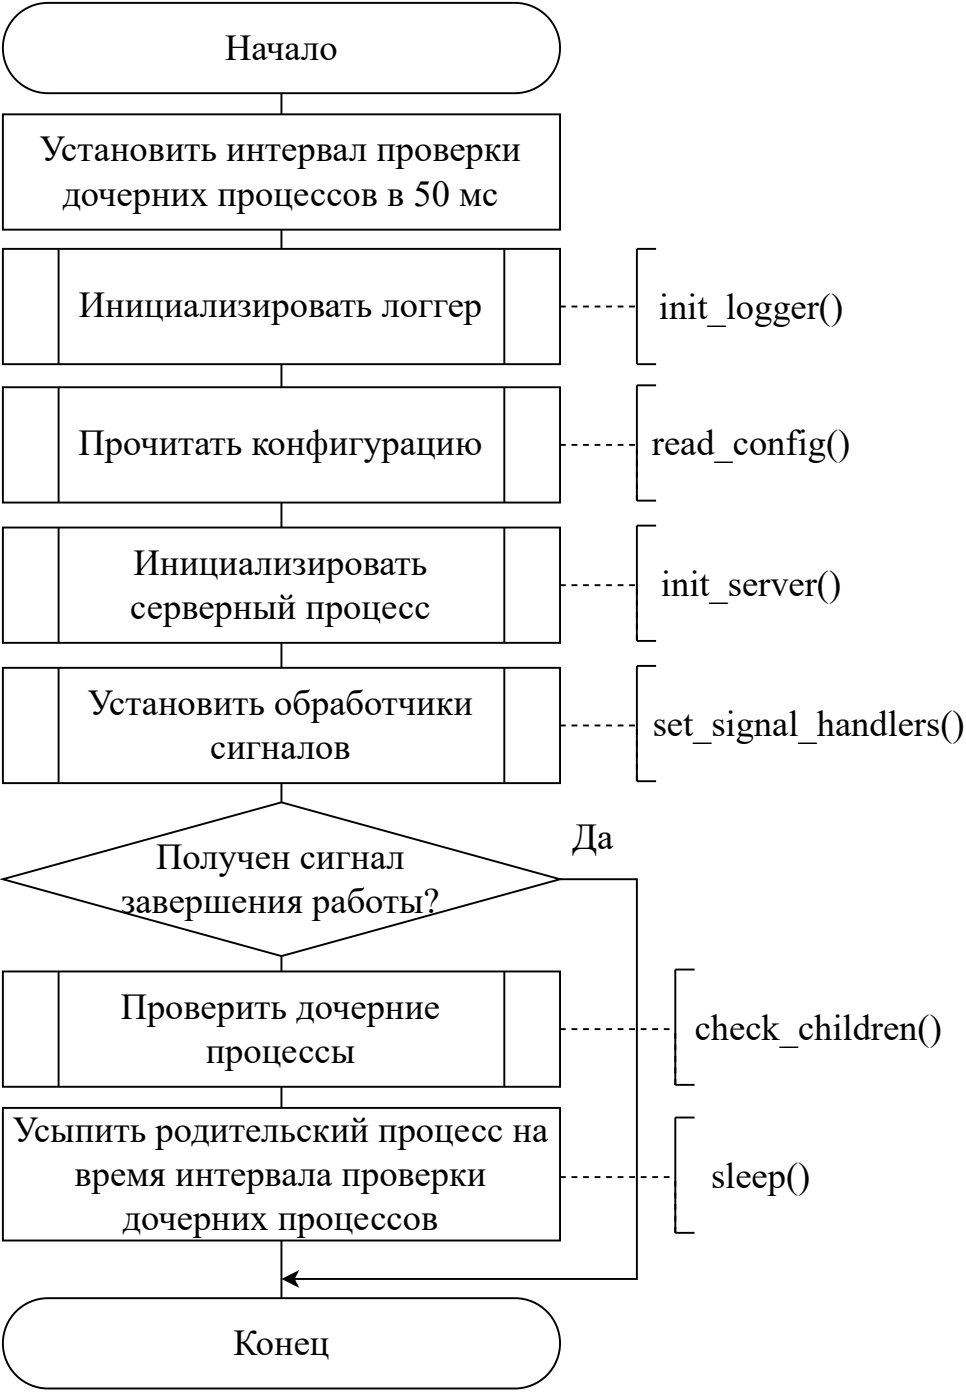 Начало
Установить интервал проверки
дочерних процессов в 50 мс
Инициализировать логгер
init_logger()
Прочитать конфигурацию
read_config()
Инициализировать
серверный процесс
init_server()
Установить обработчики
сигналов
set_signal_handlers()
Получен сигнал
завершения работы?
Да
Проверить дочерние
процессы
check_children()
Усыпить родительский процесс на
время интервала проверки
дочерних процессов
sleep()
Конец